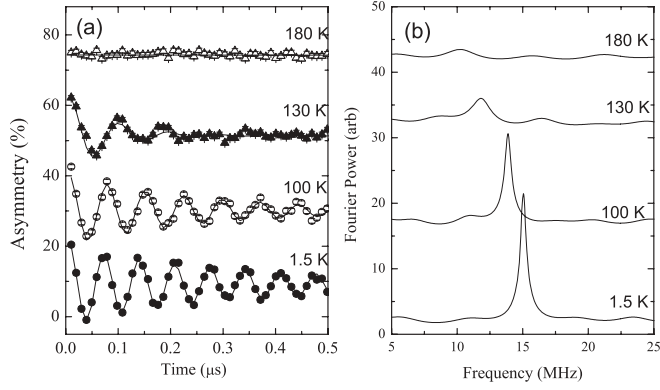 (a)
180 K
130 K
100 K
1.5 K
Asymmetry (%)
80
60
40
20
0
0.0 0.1 0.2 0.3 0.4 0.5
Time (µs)
(b)
180 K
130 K
100 K
1.5 K
Fourier Power (arb)
50
40
30
20
10
0
5 10 15 20 25
Frequency (MHz)